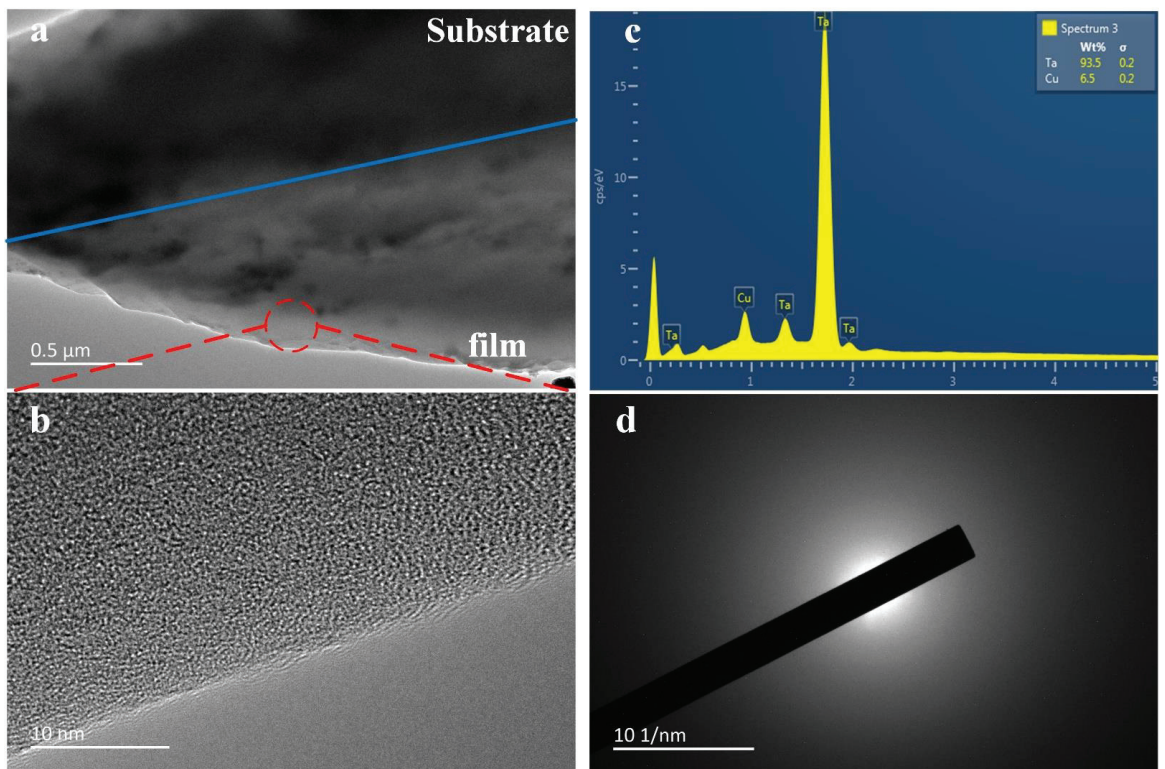 a
Substrate
film
0.5 µm
b
10 nm
c
Spectrum 3
Wt% σ
Ta 93.5 0.2
Cu 6.5 0.2
cps/eV
15
10
5
0
Ta
Ta
Cu
Ta
Ta
0 1 2 3 4 5
d
10 1/nm